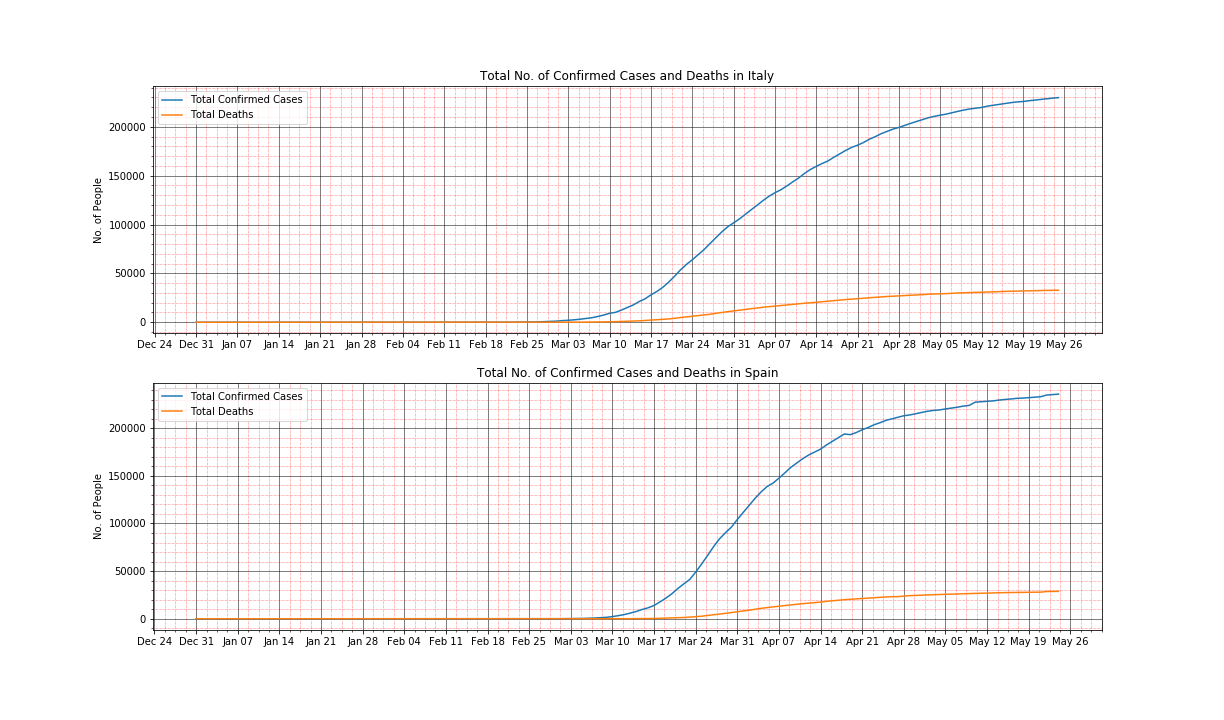 Total No. of Confirmed Cases and Deaths in Italy
Total Confirmed Cases
Total Deaths
No. of People
200000
150000
100000
50000
0
Dec 24 Dec 31 Jan 07 Jan 14 Jan 21 Jan 28 Feb 04 Feb 11 Feb 18 Feb 25 Mar 03 Mar 10 Mar 17 Mar 24 Mar 31 Apr 07 Apr 14 Apr 21 Apr 28 May 05 May 12 May 19 May 26
Total No. of Confirmed Cases and Deaths in Spain
Total Confirmed Cases
Total Deaths
No. of People
200000
150000
100000
50000
0
Dec 24 Dec 31 Jan 07 Jan 14 Jan 21 Jan 28 Feb 04 Feb 11 Feb 18 Feb 25 Mar 03 Mar 10 Mar 17 Mar 24 Mar 31 Apr 07 Apr 14 Apr 21 Apr 28 May 05 May 12 May 19 May 26